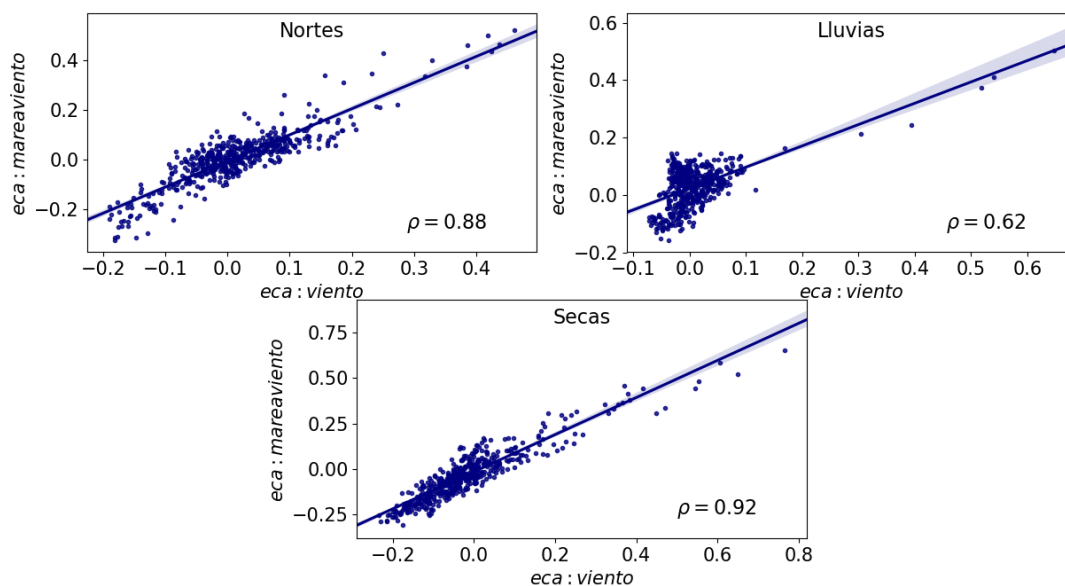 Nortes
0.4
0.2
0.0
−0.2
eca : mareaviento
ρ = 0.88
−0.2 −0.1 0.0 0.1 0.2 0.3 0.4
eca : viento
Lluvias
0.6
0.4
0.2
0.0
−0.2
eca : mareaviento
ρ = 0.62
−0.1 0.0 0.1 0.2 0.3 0.4 0.5 0.6
eca : viento
Secas
0.75
0.50
0.25
0.00
−0.25
eca : mareaviento
ρ = 0.92
−0.2 0.0 0.2 0.4 0.6 0.8
eca : viento